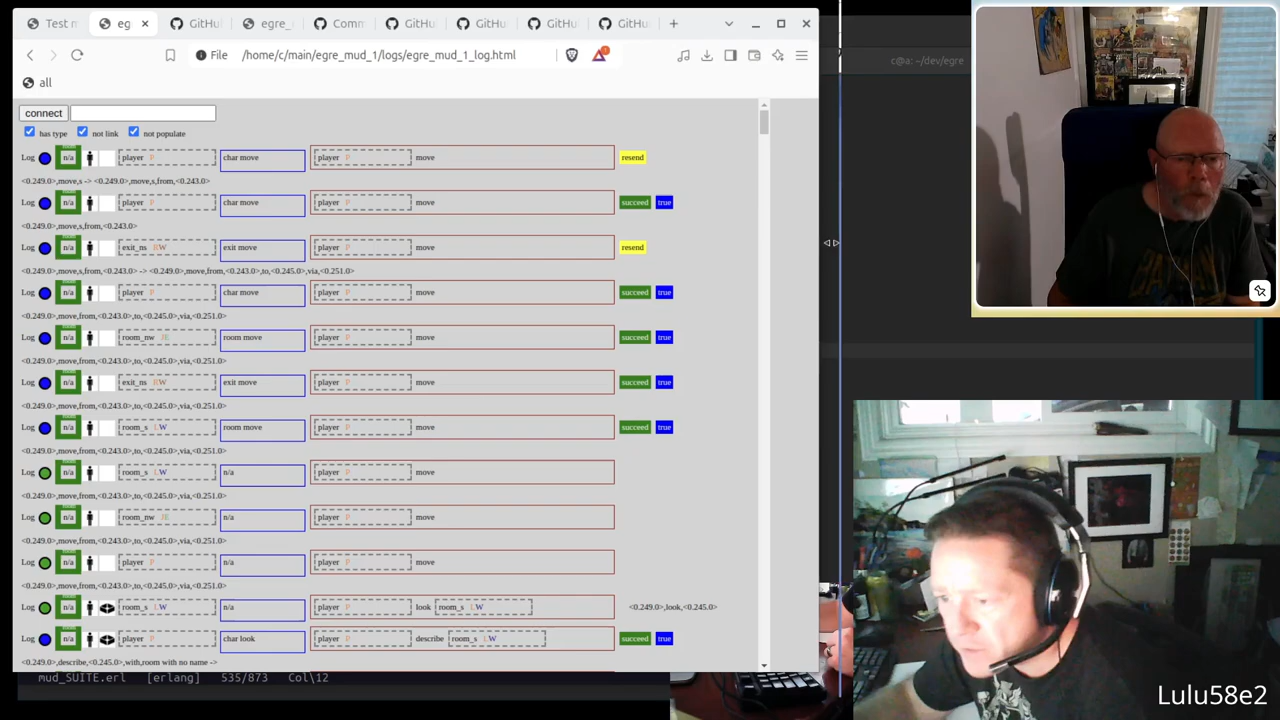 Test m eg GitHu egre_ Comn GitHu GitHu GitHu GitHu
File /home/c/main/egre_mud_1/logs/egre_mud_1_log.html
c@a: ~/dev/egre
all
connect
has type not link not populate
Log n/a player P char move player P move resend
<0.249.0>,move,s -> <0.249.0>,move,s,from,<0.243.0>
Log n/a player P char move player P move succeed true
<0.249.0>,move,s,from,<0.243.0>
Log n/a exit_ns RW exit move player P move resend
<0.249.0>,move,s,from,<0.243.0> -> <0.249.0>,move,from,<0.243.0>,to,<0.245.0>,via,<0.251.0>
Log n/a player P char move player P move succeed true
<0.249.0>,move,from,<0.243.0>,to,<0.245.0>,via,<0.251.0>
Log n/a room_nw JE room move player P move succeed true
<0.249.0>,move,from,<0.243.0>,to,<0.245.0>,via,<0.251.0>
Log n/a exit_ns RW exit move player P move succeed true
<0.249.0>,move,from,<0.243.0>,to,<0.245.0>,via,<0.251.0>
Log n/a room_s LW room move player P move succeed true
<0.249.0>,move,from,<0.243.0>,to,<0.245.0>,via,<0.251.0>
Log n/a room_s LW n/a player P move
<0.249.0>,move,from,<0.243.0>,to,<0.245.0>,via,<0.251.0>
Log n/a room_nw JE n/a player P move
<0.249.0>,move,from,<0.243.0>,to,<0.245.0>,via,<0.251.0>
Log n/a player P n/a player P move
<0.249.0>,move,from,<0.243.0>,to,<0.245.0>,via,<0.251.0>
Log n/a room_s LW n/a player P look room_s LW <0.249.0>,look,<0.245.0>
Log n/a player P char look player P describe room_s LW succeed true
<0.249.0>,describe,<0.245.0>,with,room with no name ->
mud_SUITE.erl [erlang] 535/873 Col\12
Lulu58e2